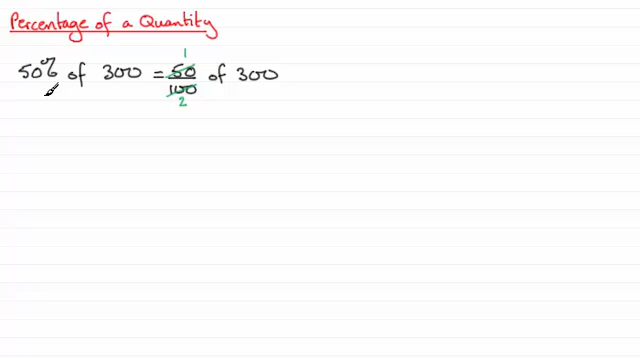 Percentage of a Quantity
1
50% of 300 = 50/100 of 300
2